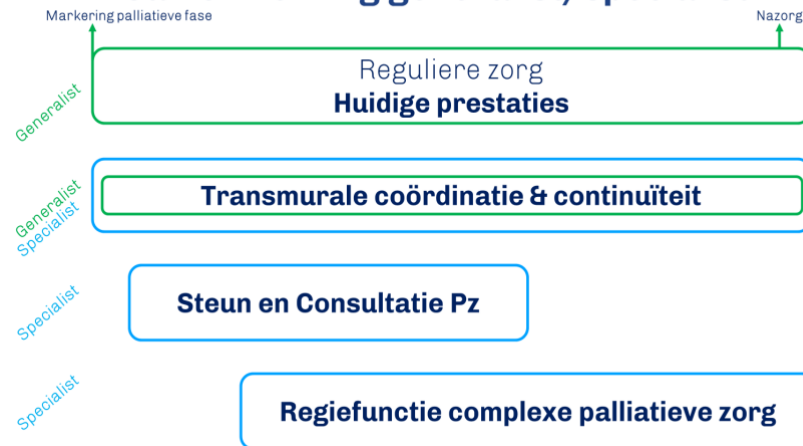 Markering palliatieve fase
Nazorg
Generalist
Reguliere zorg
Huidige prestaties
Generalist
Specialist
Transmurale coördinatie & continuïteit
Specialist
Steun en Consultatie Pz
Specialist
Regiefunctie complexe palliatieve zorg